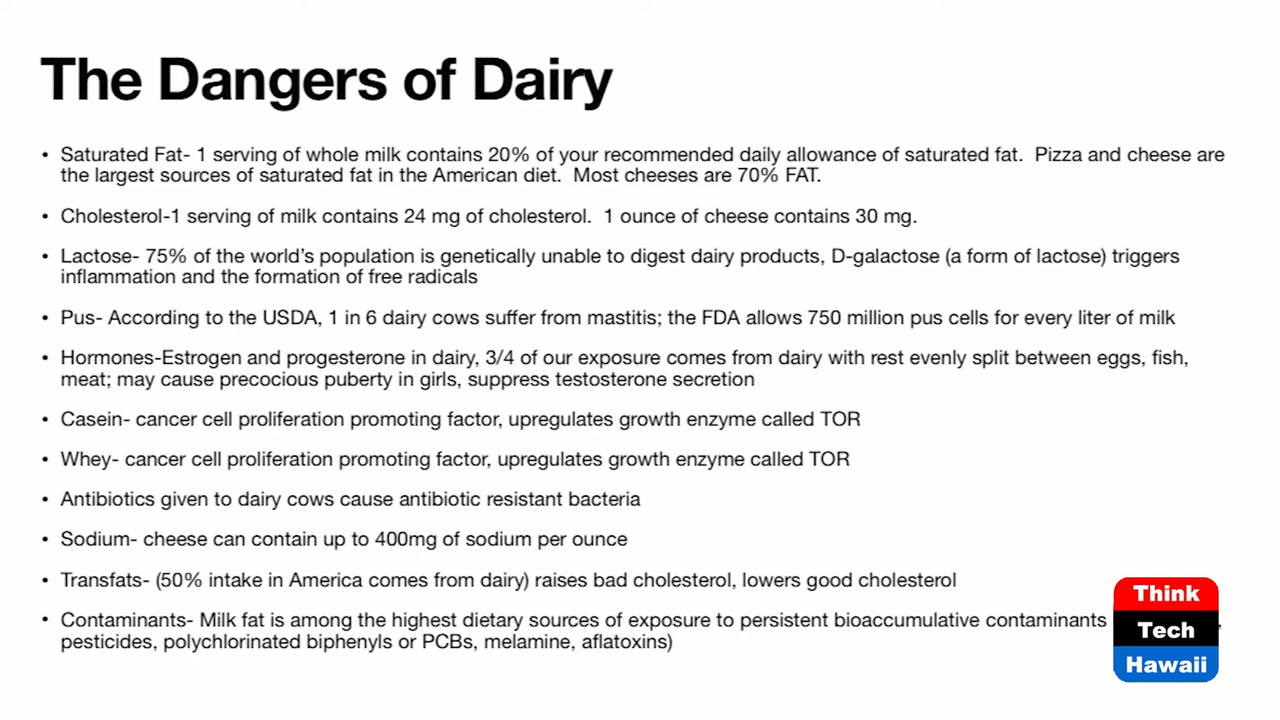 The Dangers of Dairy
• Saturated Fat- 1 serving of whole milk contains 20% of your recommended daily allowance of saturated fat.  Pizza and cheese are
the largest sources of saturated fat in the American diet.  Most cheeses are 70% FAT.
• Cholesterol-1 serving of milk contains 24 mg of cholesterol.  1 ounce of cheese contains 30 mg.
• Lactose- 75% of the world's population is genetically unable to digest dairy products, D-galactose (a form of lactose) triggers
inflammation and the formation of free radicals
• Pus- According to the USDA, 1 in 6 dairy cows suffer from mastitis; the FDA allows 750 million pus cells for every liter of milk
• Hormones-Estrogen and progesterone in dairy, 3/4 of our exposure comes from dairy with rest evenly split between eggs, fish,
meat; may cause precocious puberty in girls, suppress testosterone secretion
• Casein- cancer cell proliferation promoting factor, upregulates growth enzyme called TOR
• Whey- cancer cell proliferation promoting factor, upregulates growth enzyme called TOR
• Antibiotics given to dairy cows cause antibiotic resistant bacteria
• Sodium- cheese can contain up to 400mg of sodium per ounce
• Transfats- (50% intake in America comes from dairy) raises bad cholesterol, lowers good cholesterol
• Contaminants- Milk fat is among the highest dietary sources of exposure to persistent bioaccumulative contaminants
pesticides, polychlorinated biphenyls or PCBs, melamine, aflatoxins)
Think
Tech
Hawaii